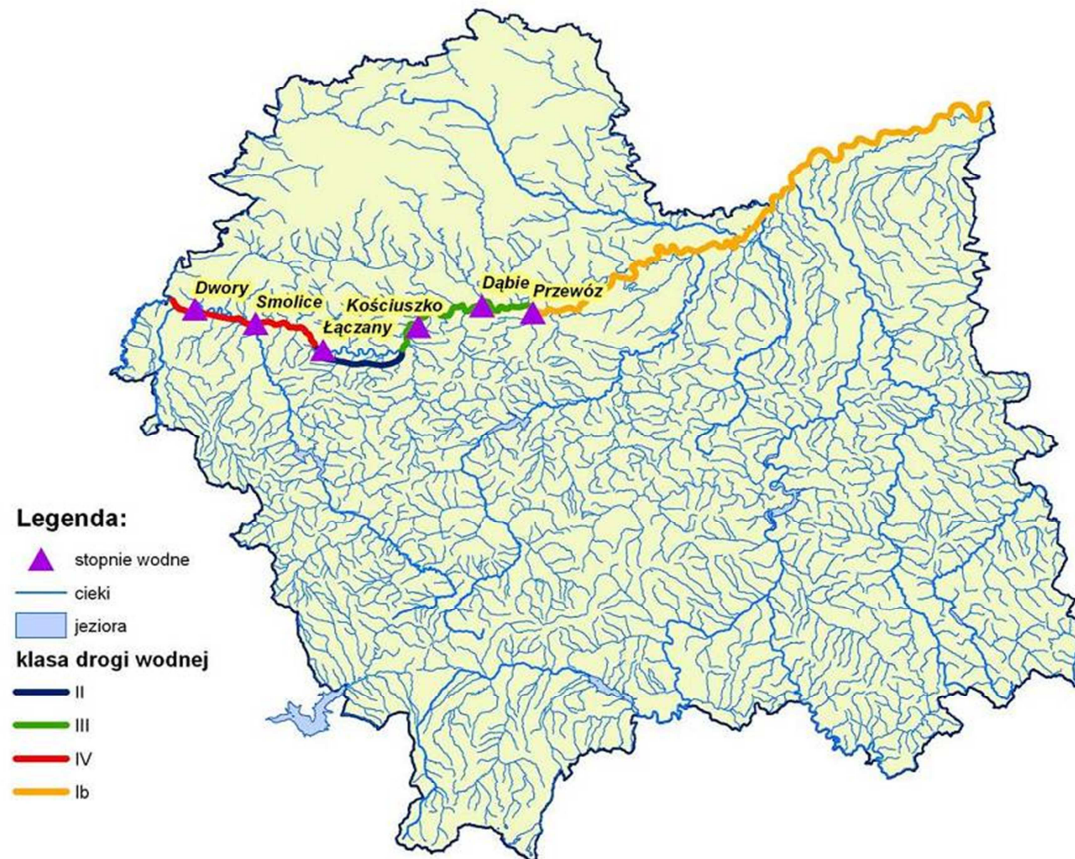 Dwory
Smolice
Łączany
Kościuszko
Dąbie
Przewóz
Legenda:
stopnie wodne
cieki
jeziora
klasa drogi wodnej
II
III
IV
Ib